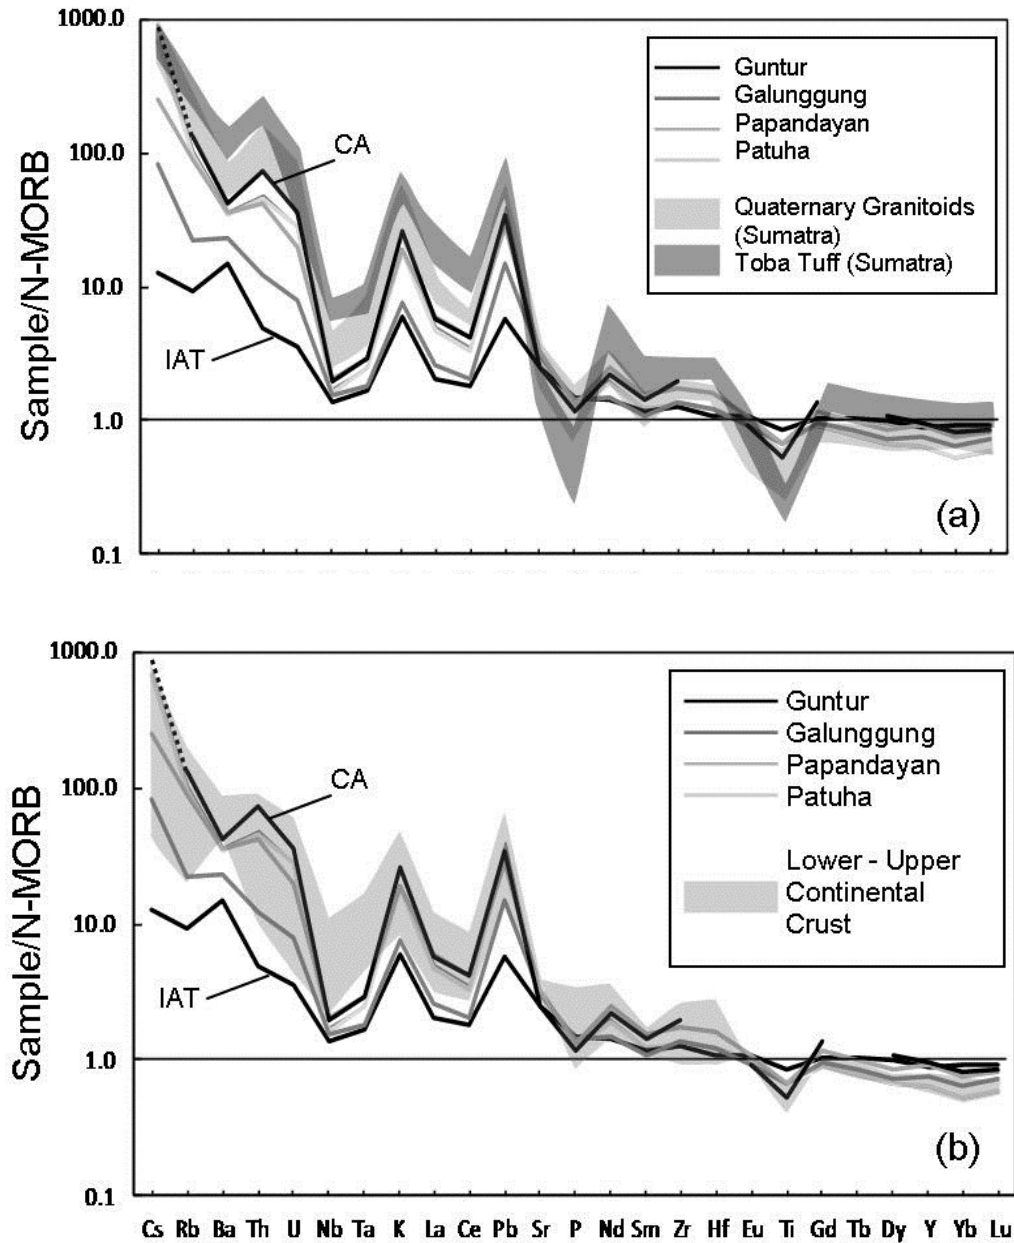 1000.0
100.0
10.0
1.0
0.1
Sample/N-MORB
CA
IAT
Guntur
Galunggung
Papandayan
Patuha
Quaternary Granitoids
(Sumatra)
Toba Tuff (Sumatra)
(a)
1000.0
100.0
10.0
1.0
0.1
Sample/N-MORB
CA
IAT
Guntur
Galunggung
Papandayan
Patuha
Lower - Upper
Continental
Crust
(b)
Cs Rb Ba Th U Nb Ta K La Ce Pb Sr P Nd Sm Zr Hf Eu Ti Gd Tb Dy Y Yb Lu